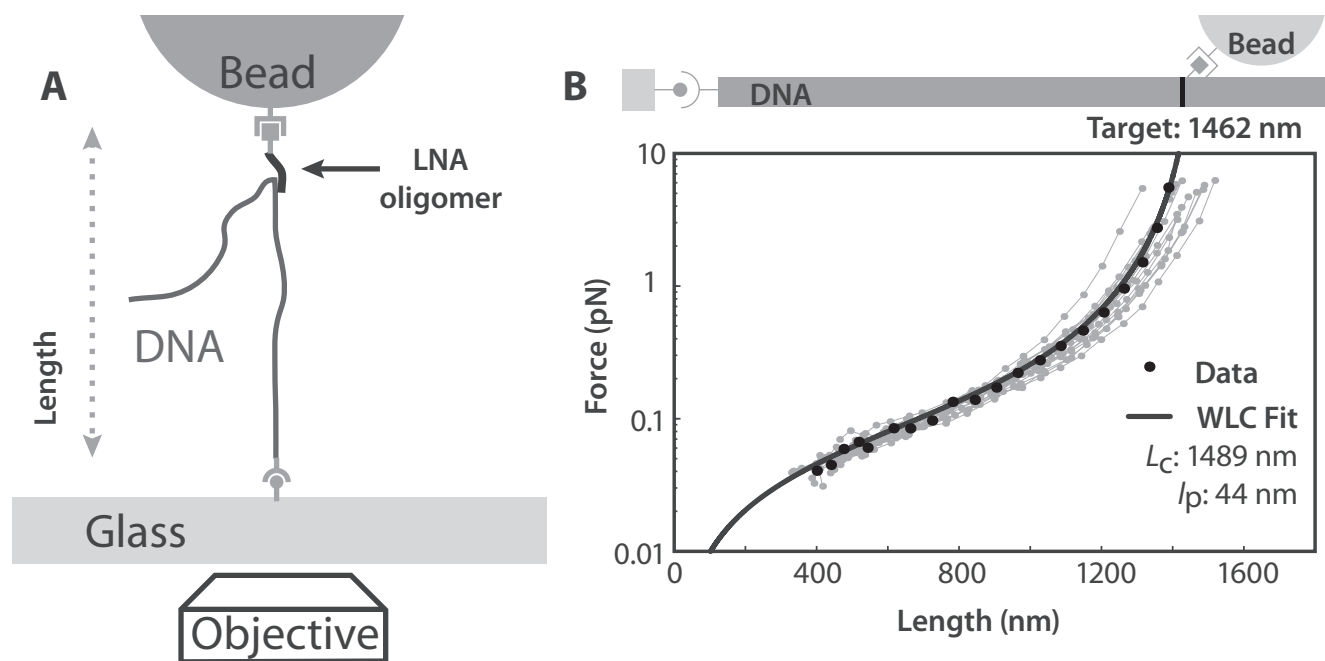 A
Bead
LNA
oligomer
Length
DNA
Glass
Objective
B
Bead
DNA
Target: 1462 nm
10
1
0.1
0.01
Force (pN)
0
400
800
1200
1600
Length (nm)
Data
WLC Fit
Lc: 1489 nm
lp: 44 nm